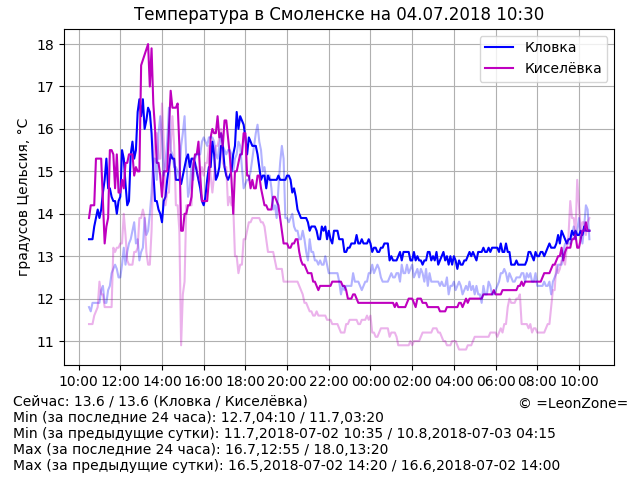 Температура в Смоленске на 04.07.2018 10:30
Кловка
Киселёвка
градусов Цельсия, °C
18
17
16
15
14
13
12
11
10:00 12:00 14:00 16:00 18:00 20:00 22:00 00:00 02:00 04:00 06:00 08:00 10:00
Сейчас: 13.6 / 13.6 (Кловка / Киселёвка)
© =LeonZone=
Min (за последние 24 часа): 12.7,04:10 / 11.7,03:20
Min (за предыдущие сутки): 11.7,2018-07-02 10:35 / 10.8,2018-07-03 04:15
Max (за последние 24 часа): 16.7,12:55 / 18.0,13:20
Max (за предыдущие сутки): 16.5,2018-07-02 14:20 / 16.6,2018-07-02 14:00